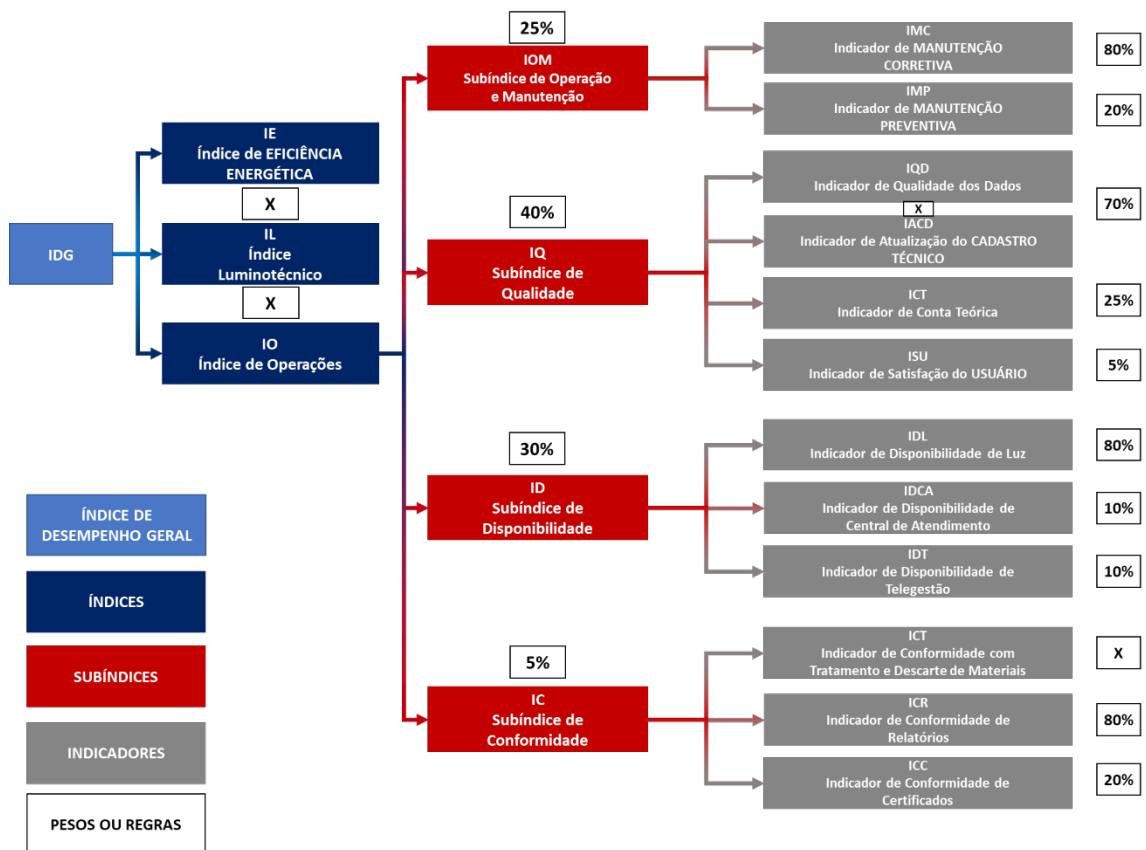 IDG
IE
Índice de EFICIÊNCIA
ENERGÉTICA
X
IL
Índice
Luminotécnico
X
IO
Índice de Operações
25%
IOM
Subíndice de Operação
e Manutenção
40%
IQ
Subíndice de
Qualidade
30%
ID
Subíndice de
Disponibilidade
5%
IC
Subíndice de
Conformidade
IMC
Indicador de MANUTENÇÃO
CORRETIVA
80%
IMP
Indicador de MANUTENÇÃO
PREVENTIVA
20%
IQD
Indicador de Qualidade dos Dados
X
70%
IACD
Indicador de Atualização do CADASTRO
TÉCNICO
ICT
Indicador de Conta Teórica
25%
ISU
Indicador de Satisfação do USUÁRIO
5%
IDL
Indicador de Disponibilidade de Luz
80%
IDCA
Indicador de Disponibilidade de
Central de Atendimento
10%
IDT
Indicador de Disponibilidade de
Telegestão
10%
ICT
Indicador de Conformidade com
Tratamento e Descarte de Materiais
X
ICR
Indicador de Conformidade de
Relatórios
80%
ICC
Indicador de Conformidade de
Certificados
20%
ÍNDICE DE
DESEMPENHO GERAL
ÍNDICES
SUBÍNDICES
INDICADORES
PESOS OU REGRAS